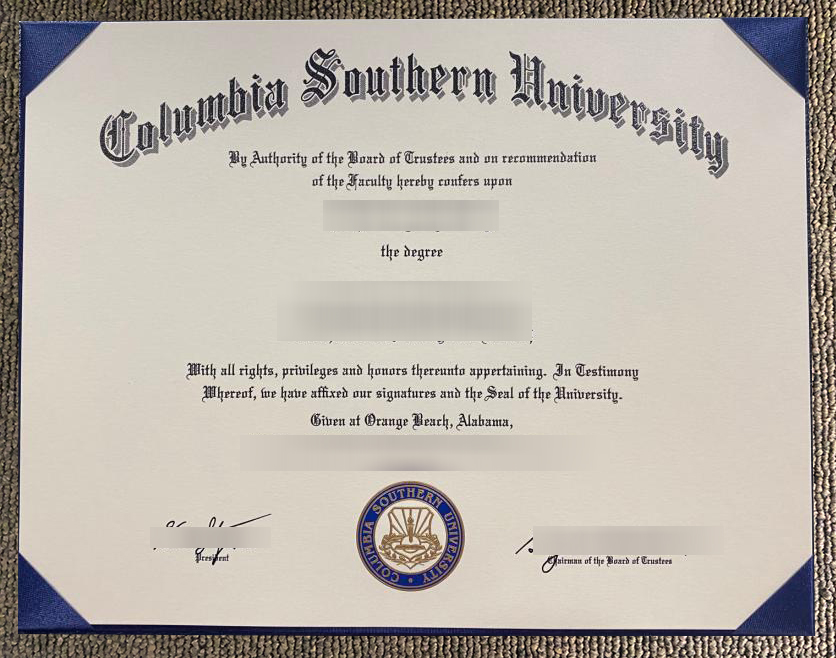 Columbia Southern University
By Authority of the Board of Trustees and on recommendation
of the Faculty hereby confers upon
the degree
With all rights, privileges and honors thereunto appertaining. In Testimony
Whereof, we have affixed our signatures and the Seal of the University.
Given at Orange Beach, Alabama,
COLUMBIA SOUTHERN UNIVERSITY
President
Chairman of the Board of Trustees